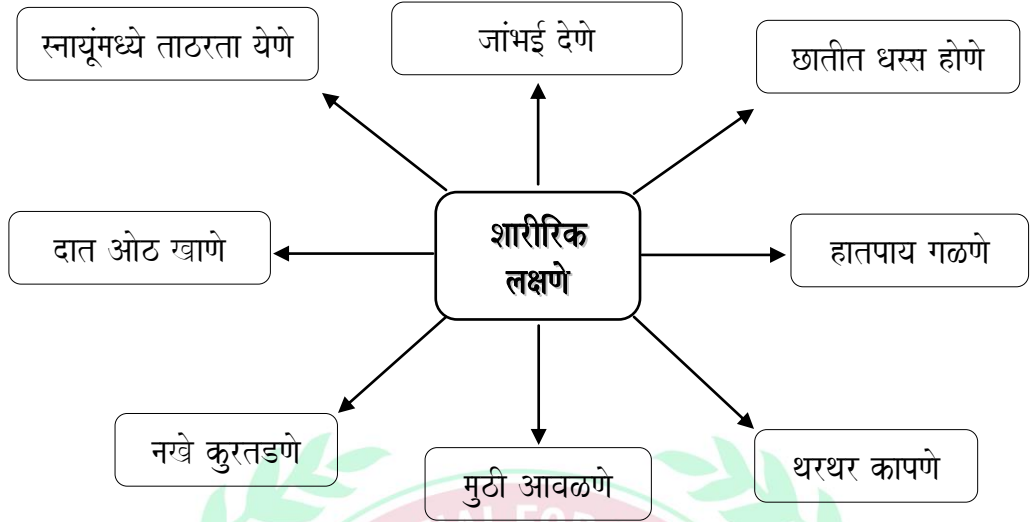 स्नायूंमध्ये ताठरता येणे
जांभई देणे
छातीत धस्स होणे
दात ओठ खाणे
शारीरिक
लक्षणे
हातपाय गळणे
नखे कुरतडणे
मुठी आवळणे
थरथर कापणे